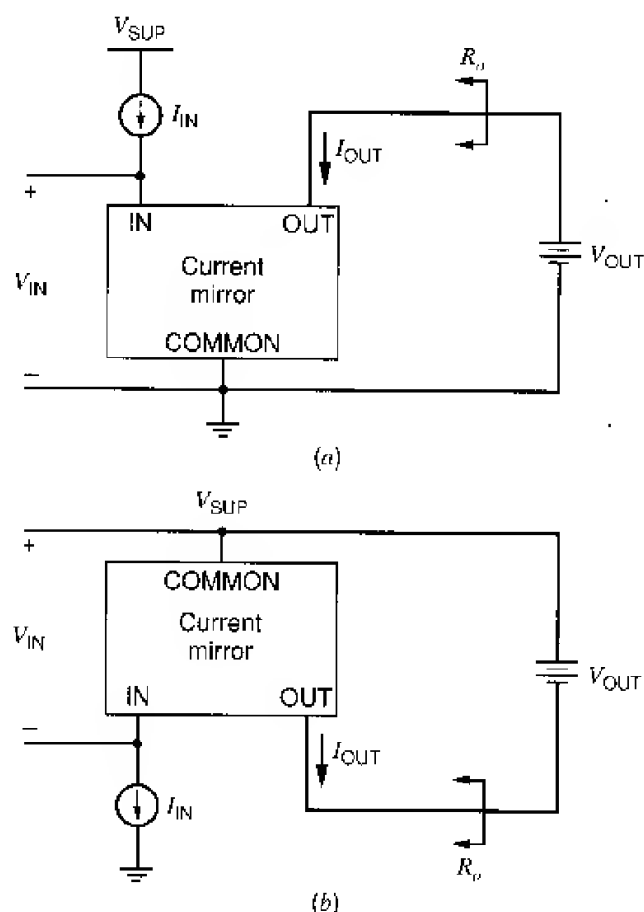 V_SUP
I_IN
R_o
I_OUT
+
IN OUT
V_IN
Current
mirror
V_OUT
COMMON
−
(a)
V_SUP
+
COMMON
V_IN
Current
mirror
V_OUT
IN OUT
−
I_OUT
I_IN
R_o
(b)